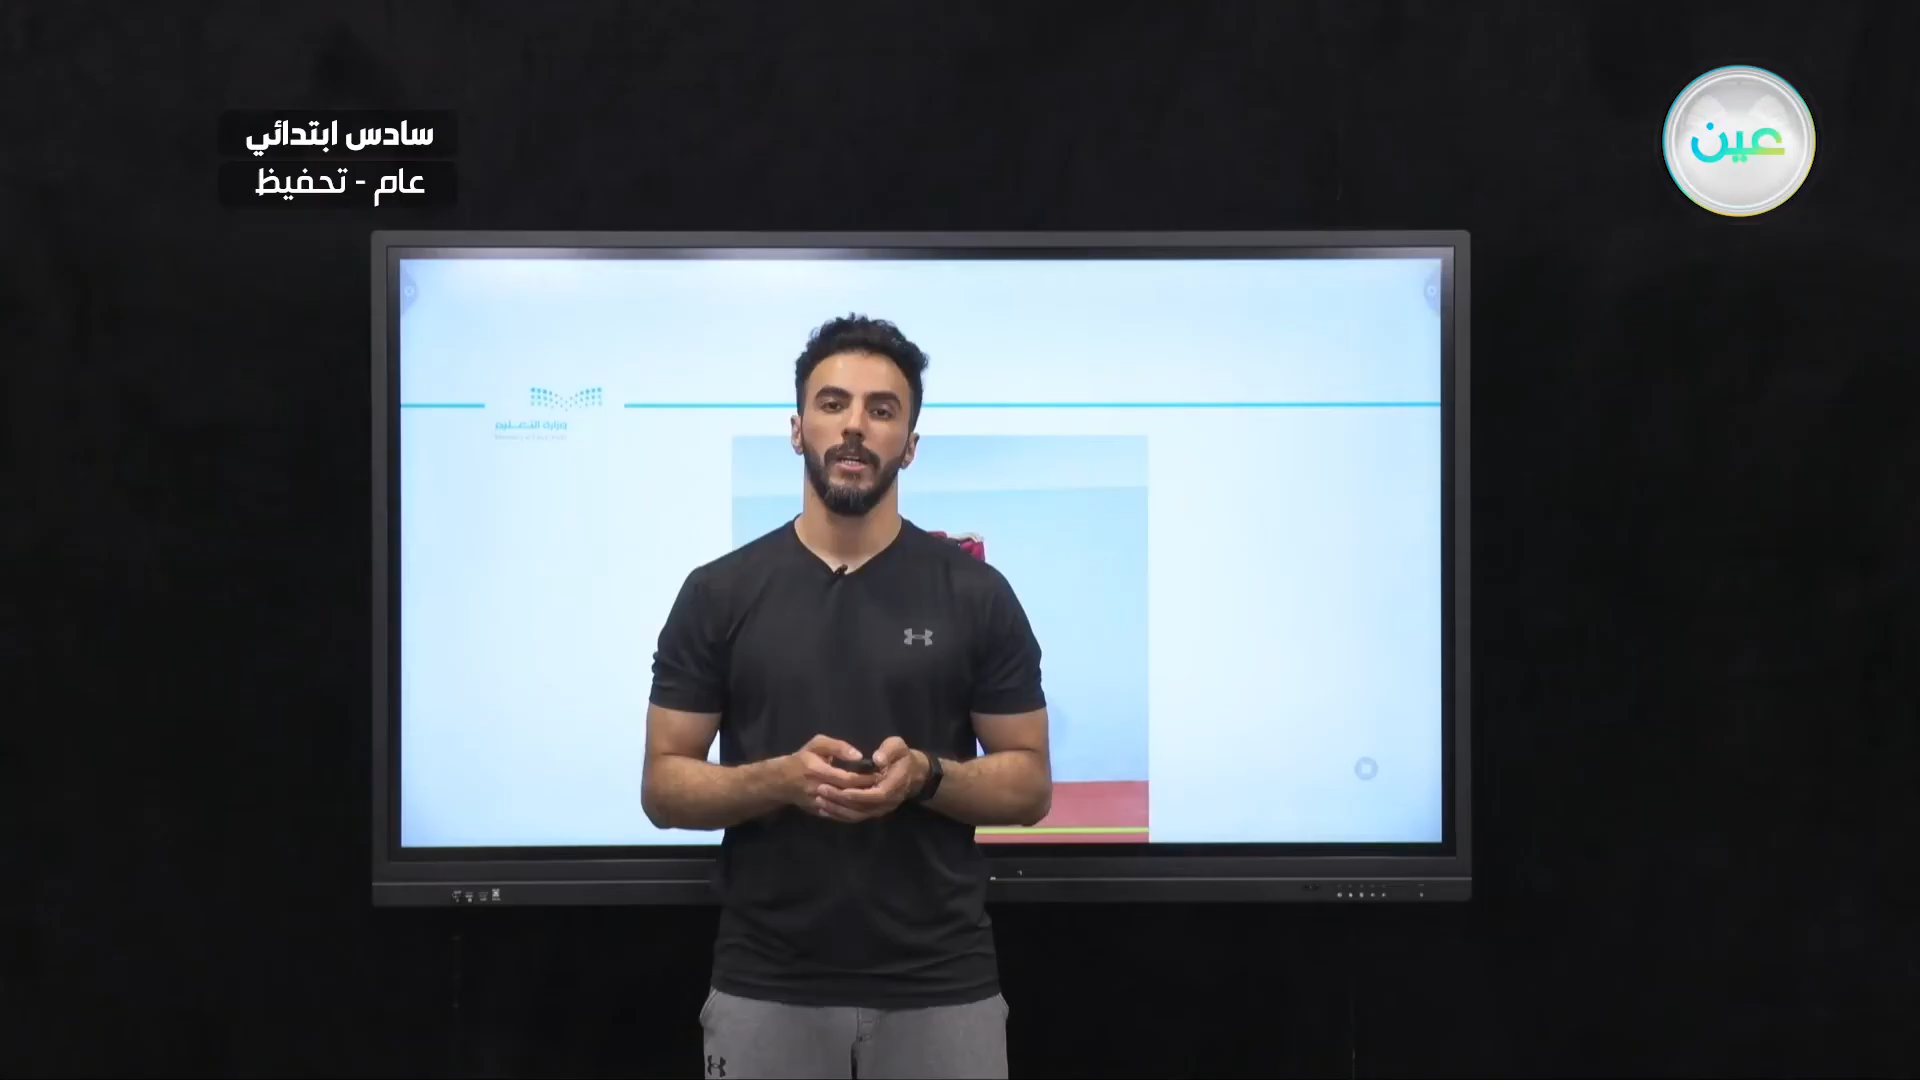 سادس ابتدائي
عام - تحفيظ
عين
وزارة التعليم